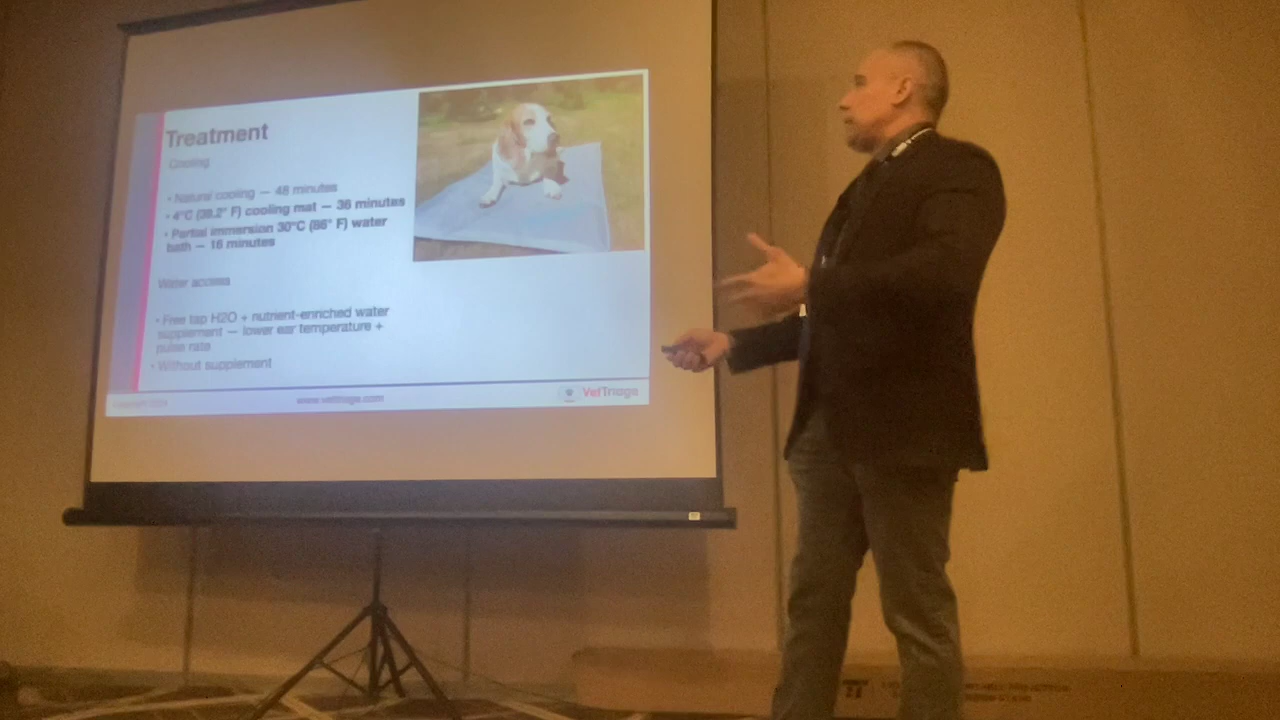 Treatment
Cooling
• Natural cooling — 48 minutes
• 4°C (39.2° F) cooling mat — 36 minutes
• Partial immersion 30°C (86° F) water
bath — 16 minutes
Water access
• Free tap H2O + nutrient-enriched water
supplement — lower ear temperature +
pulse rate
• Without supplement
www.vettriage.com
VetTriage